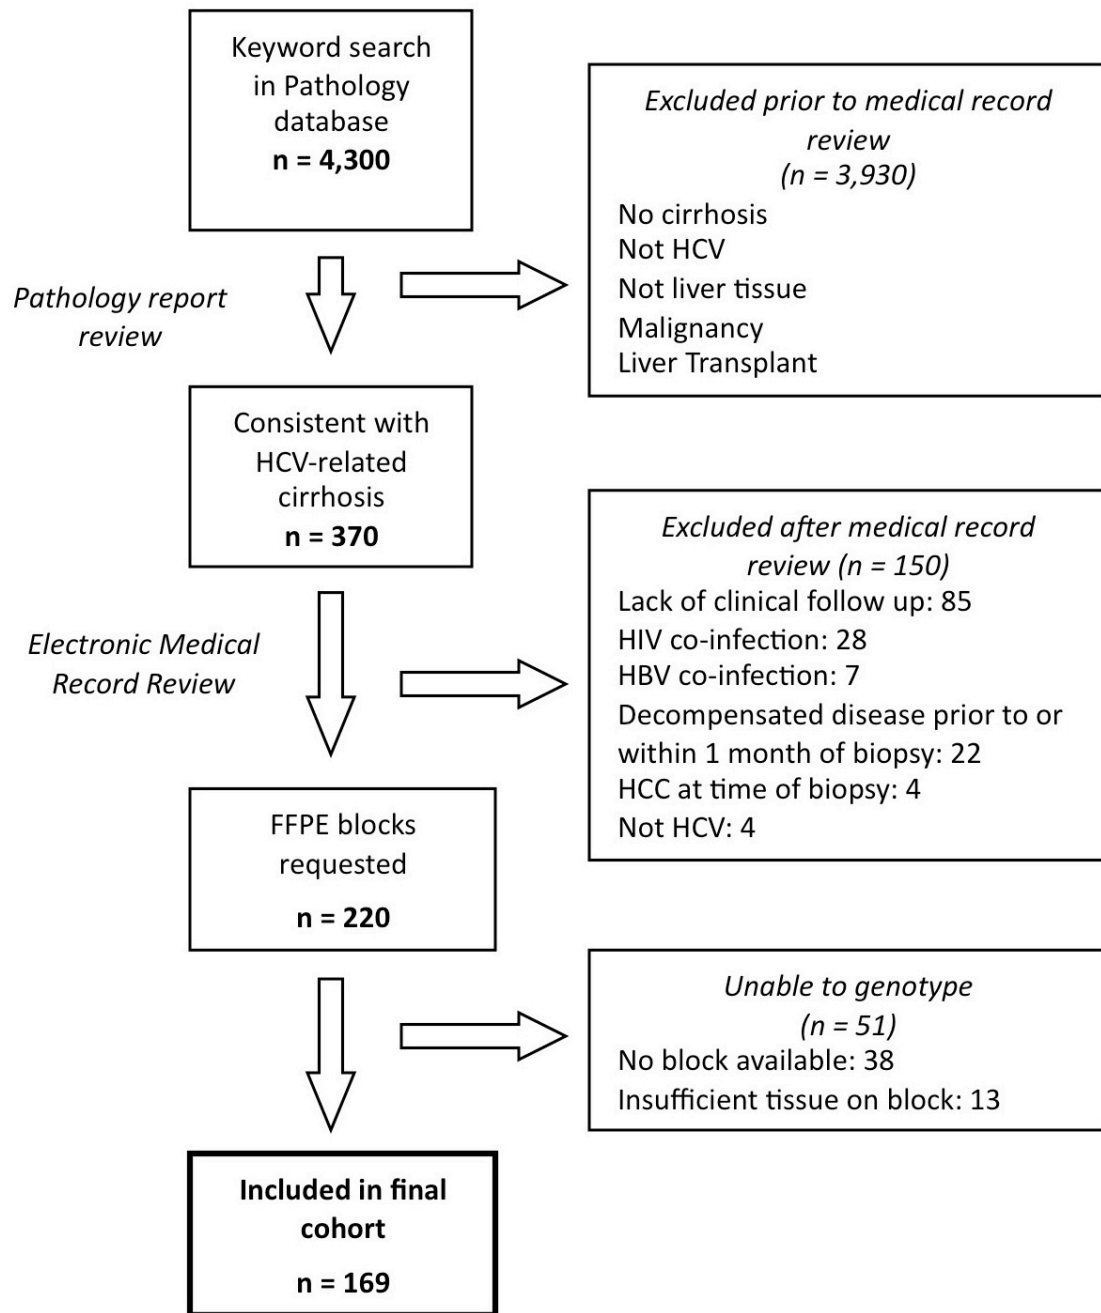 Keyword search
in Pathology
database
n = 4,300
Excluded prior to medical record
review
(n = 3,930)
No cirrhosis
Not HCV
Not liver tissue
Malignancy
Liver Transplant
Pathology report
review
Consistent with
HCV-related
cirrhosis
n = 370
Excluded after medical record
review (n = 150)
Lack of clinical follow up: 85
HIV co-infection: 28
HBV co-infection: 7
Decompensated disease prior to or
within 1 month of biopsy: 22
HCC at time of biopsy: 4
Not HCV: 4
Electronic Medical
Record Review
FFPE blocks
requested
n = 220
Unable to genotype
(n = 51)
No block available: 38
Insufficient tissue on block: 13
Included in final
cohort
n = 169